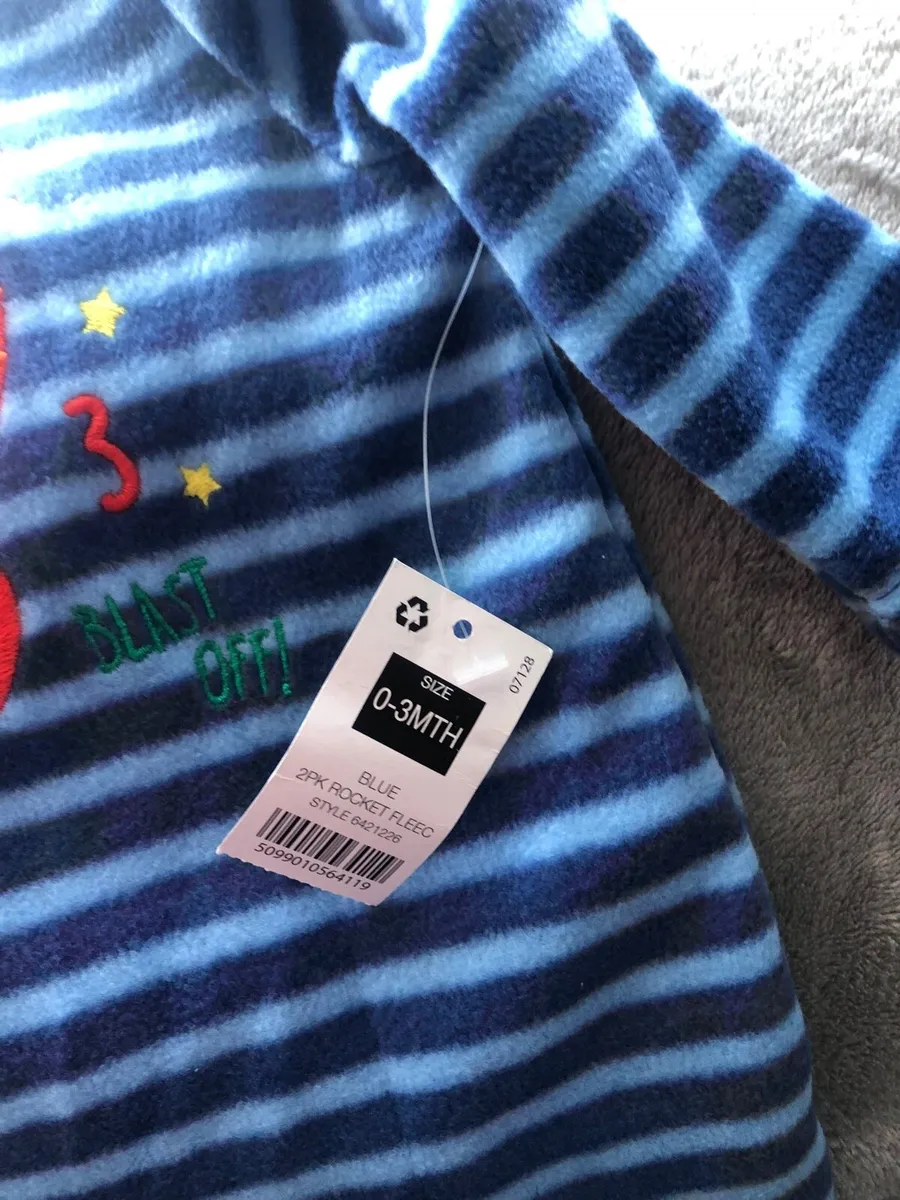 3
BLAST
OFF!
07128
SIZE
0-3MTH
BLUE
2PK ROCKET FLEEC
STYLE 6421226
5099010564119